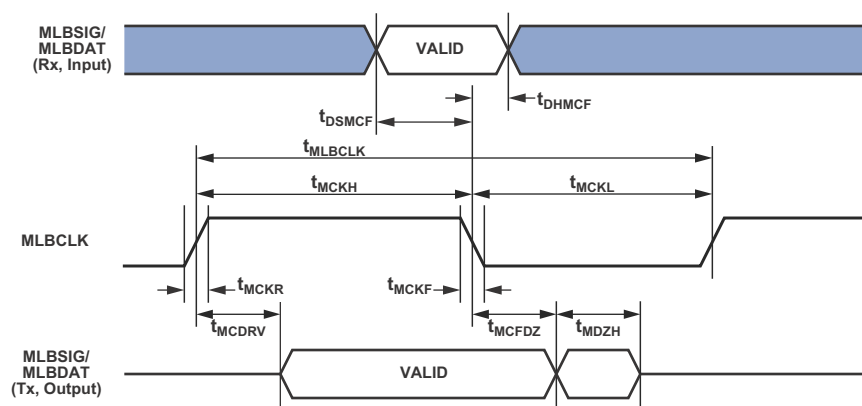 MLBSIG/
MLBDAT
(Rx, Input)
VALID
tDHMCF
tDSMCF
tMLBCLK
tMCKH
tMCKL
MLBCLK
tMCKR
tMCKF
tMCDRV
tMCFDZ
tMDZH
MLBSIG/
MLBDAT
(Tx, Output)
VALID